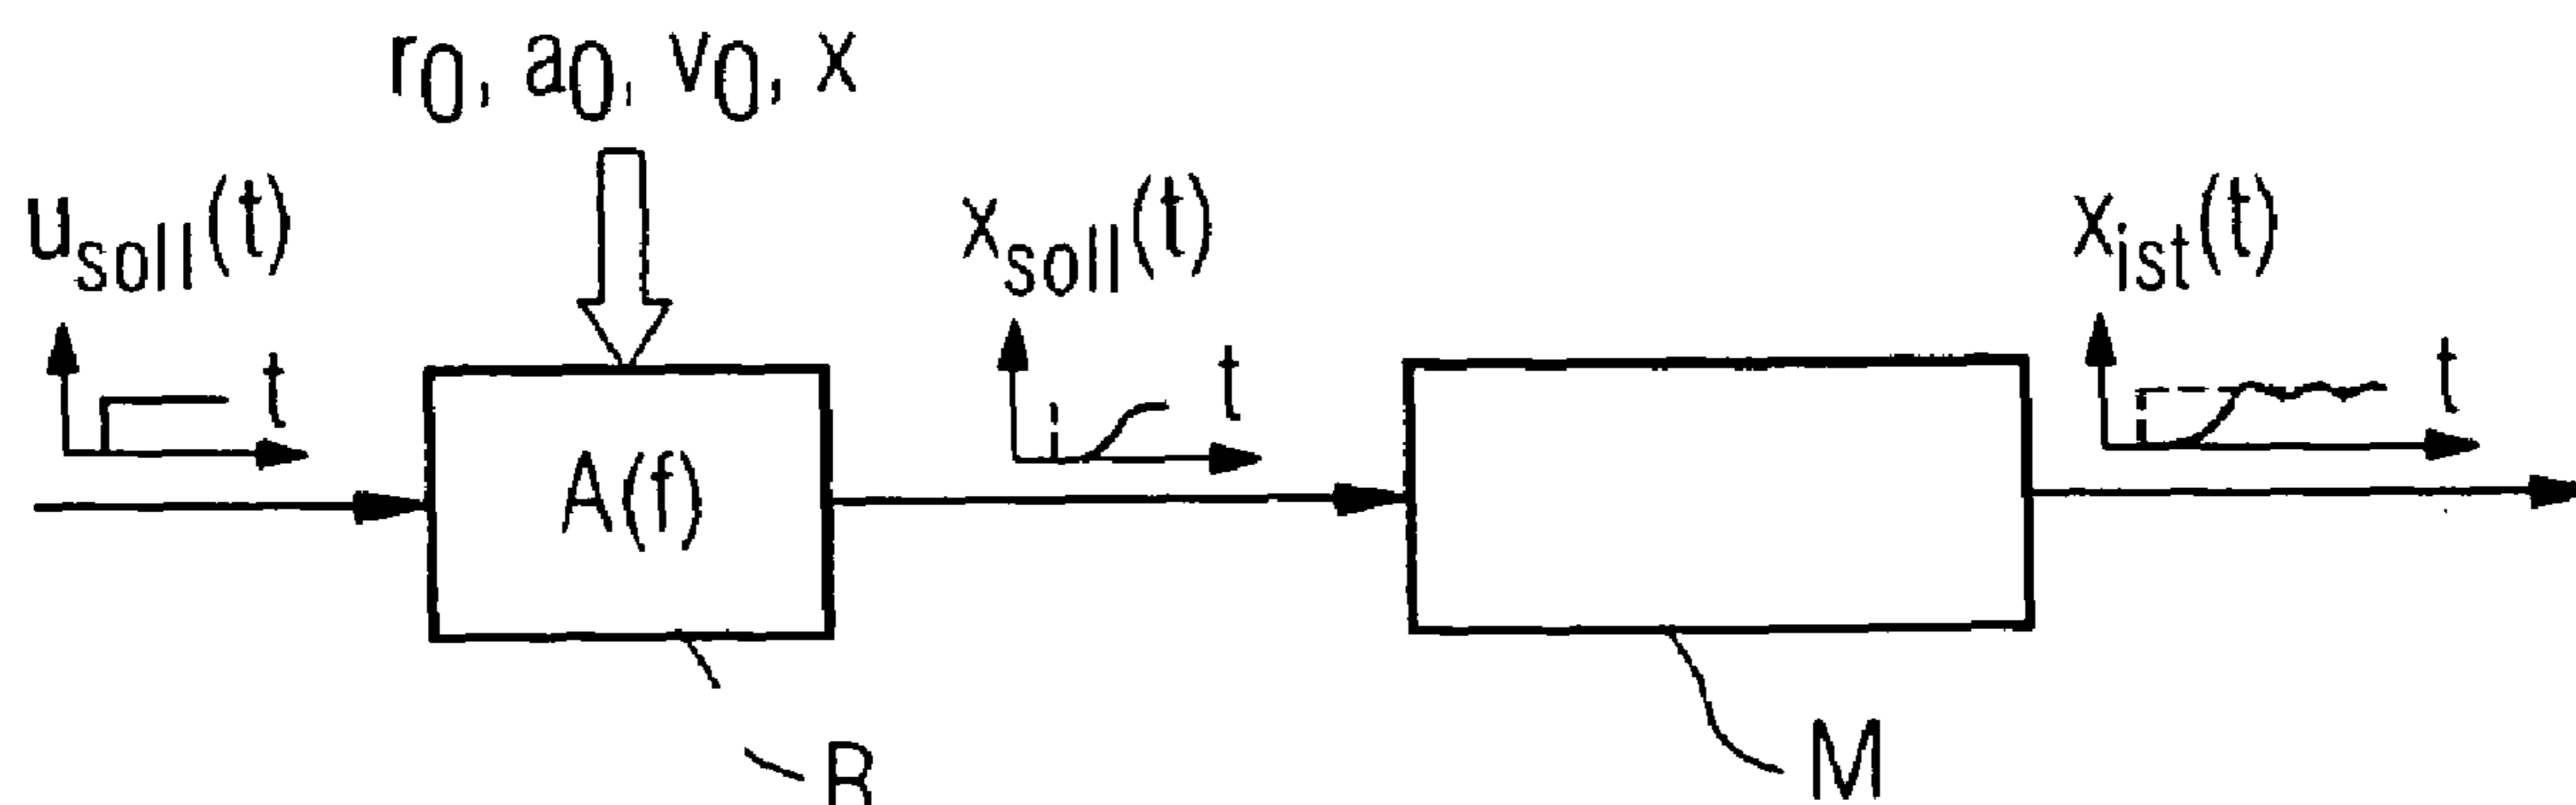 r0, a0, v0, x
usoll(t)
xsoll(t)
xist(t)
t
t
t
A(f)
B
M